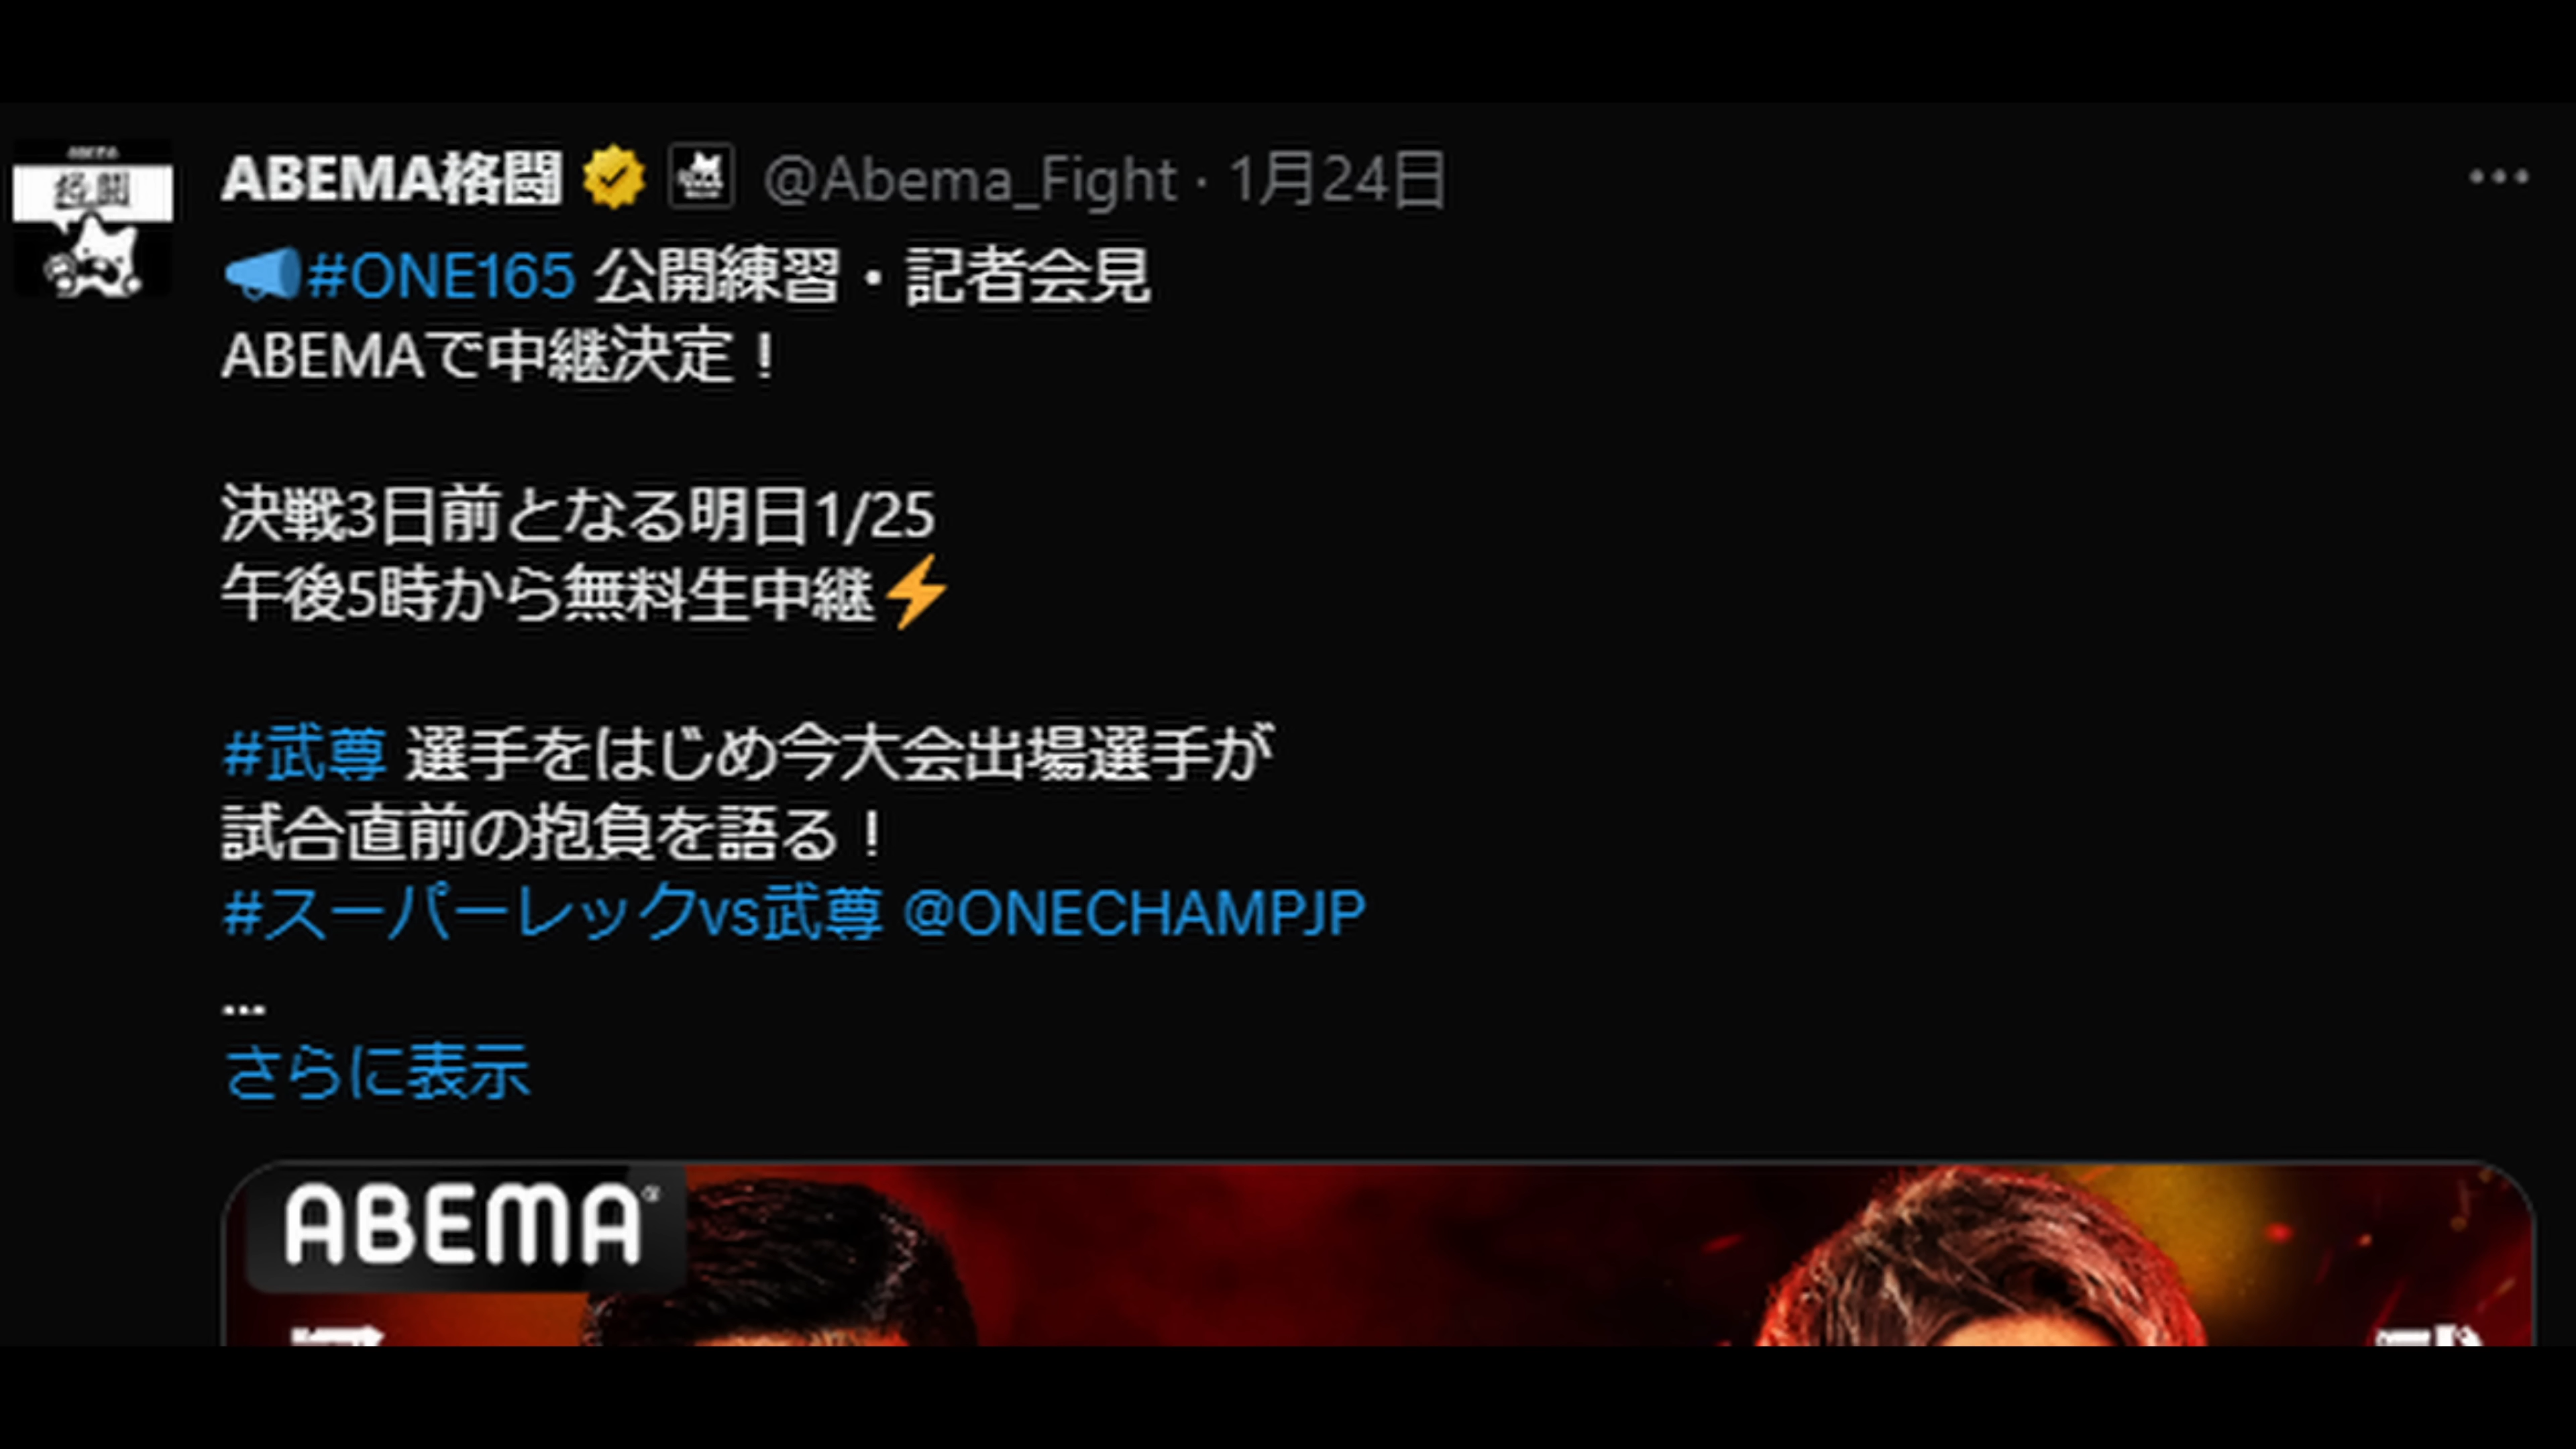 ABEMA格闘 @Abema_Fight · 1月24日
#ONE165 公開練習・記者会見
ABEMAで中継決定！
決戦3日前となる明日1/25
午後5時から無料生中継
#武尊 選手をはじめ今大会出場選手が
試合直前の抱負を語る！
#スーパーレックvs武尊 @ONECHAMPJP
...
さらに表示
ABEMA